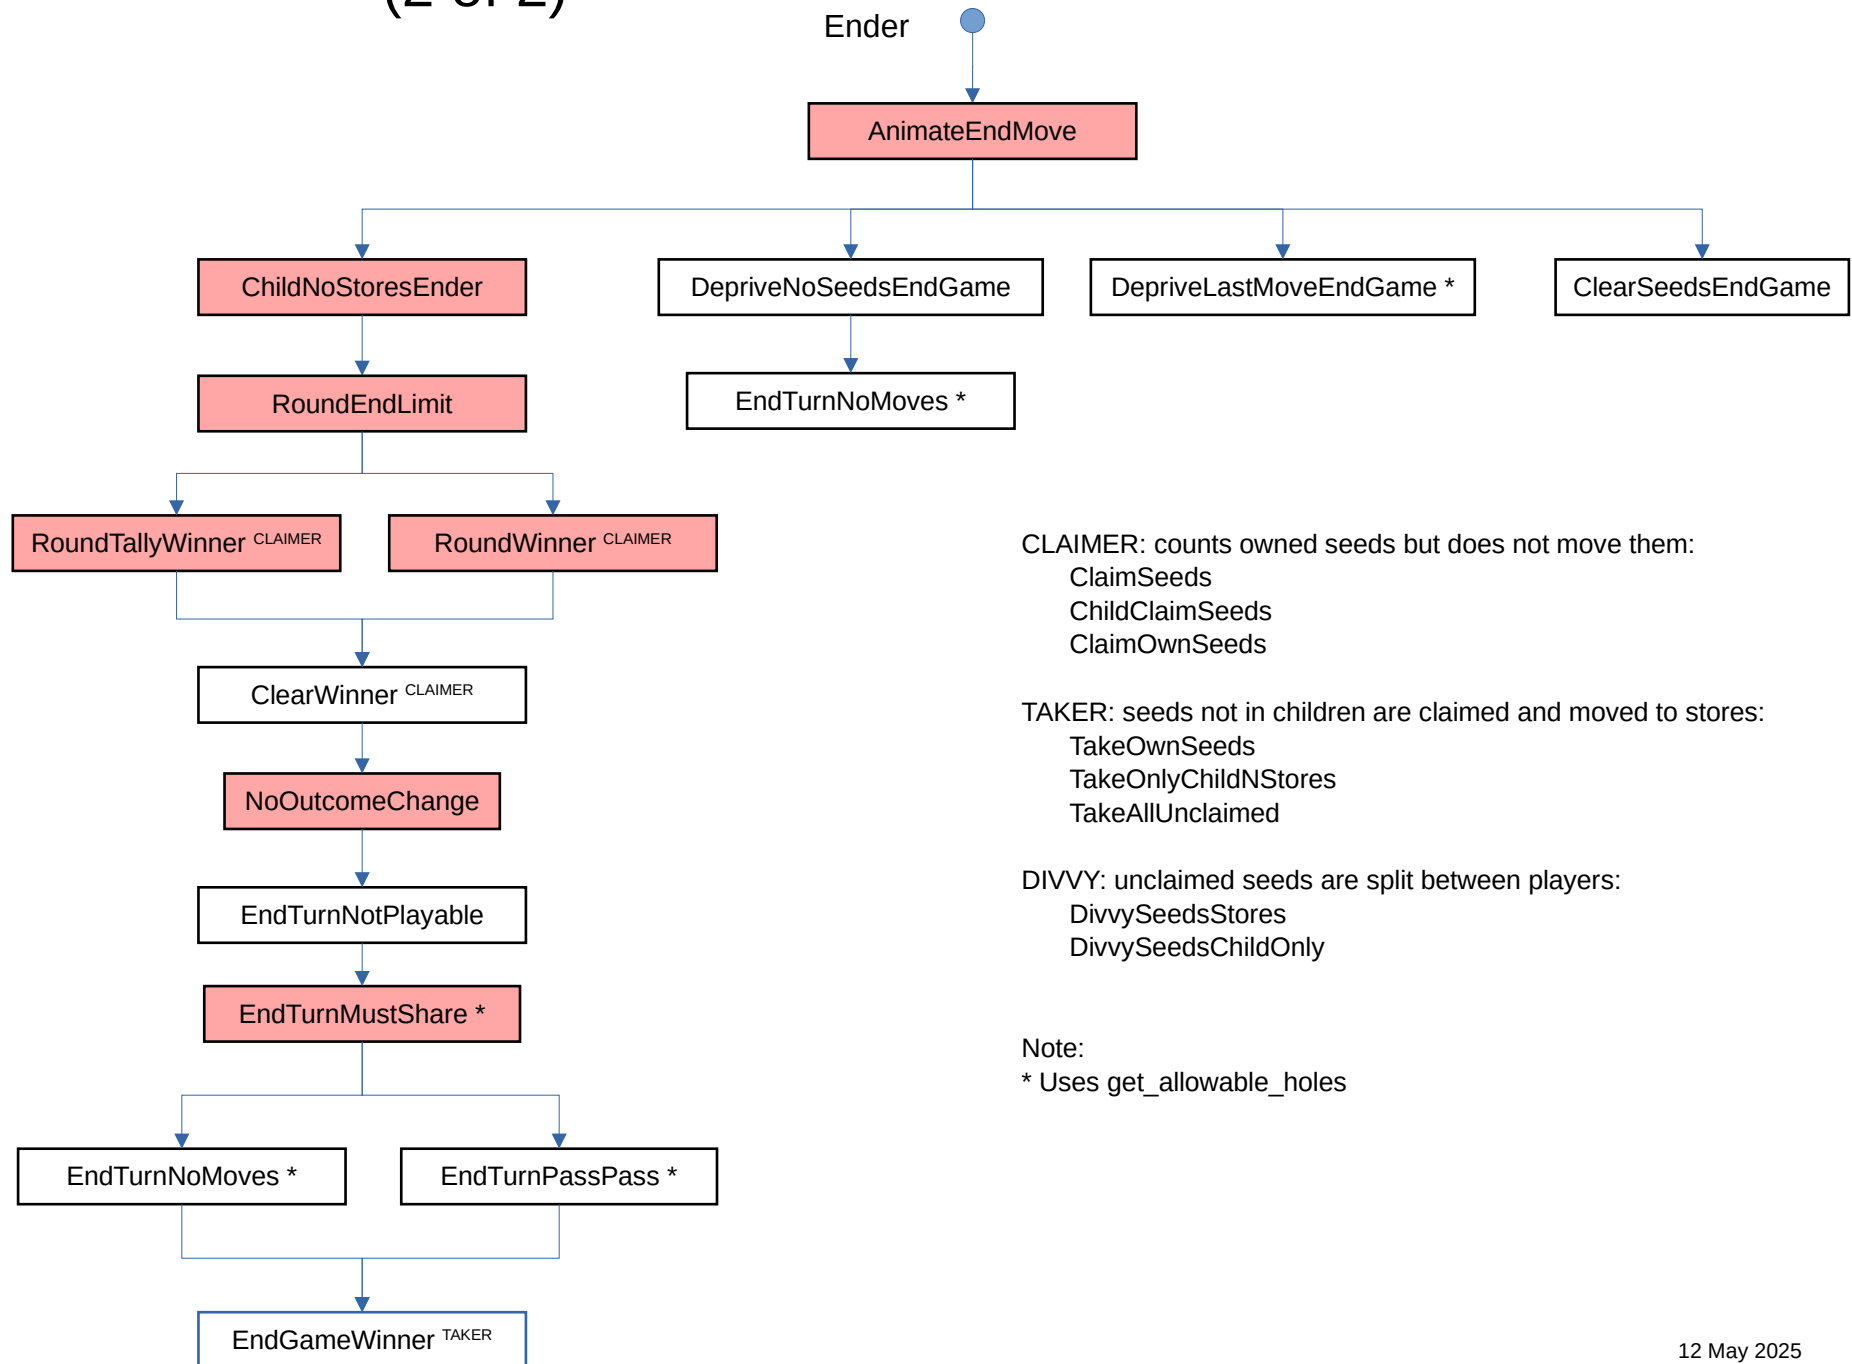 (2 of 2)
Ender
AnimateEndMove
ChildNoStoresEnder
DepriveNoSeedsEndGame
DepriveLastMoveEndGame *
ClearSeedsEndGame
RoundEndLimit
EndTurnNoMoves *
RoundTallyWinner CLAIMER
RoundWinner CLAIMER
ClearWinner CLAIMER
NoOutcomeChange
EndTurnNotPlayable
EndTurnMustShare *
EndTurnNoMoves *
EndTurnPassPass *
EndGameWinner TAKER
CLAIMER: counts owned seeds but does not move them:
ClaimSeeds
ChildClaimSeeds
ClaimOwnSeeds
TAKER: seeds not in children are claimed and moved to stores:
TakeOwnSeeds
TakeOnlyChildNStores
TakeAllUnclaimed
DIVVY: unclaimed seeds are split between players:
DivvySeedsStores
DivvySeedsChildOnly
Note:
* Uses get_allowable_holes
12 May 2025